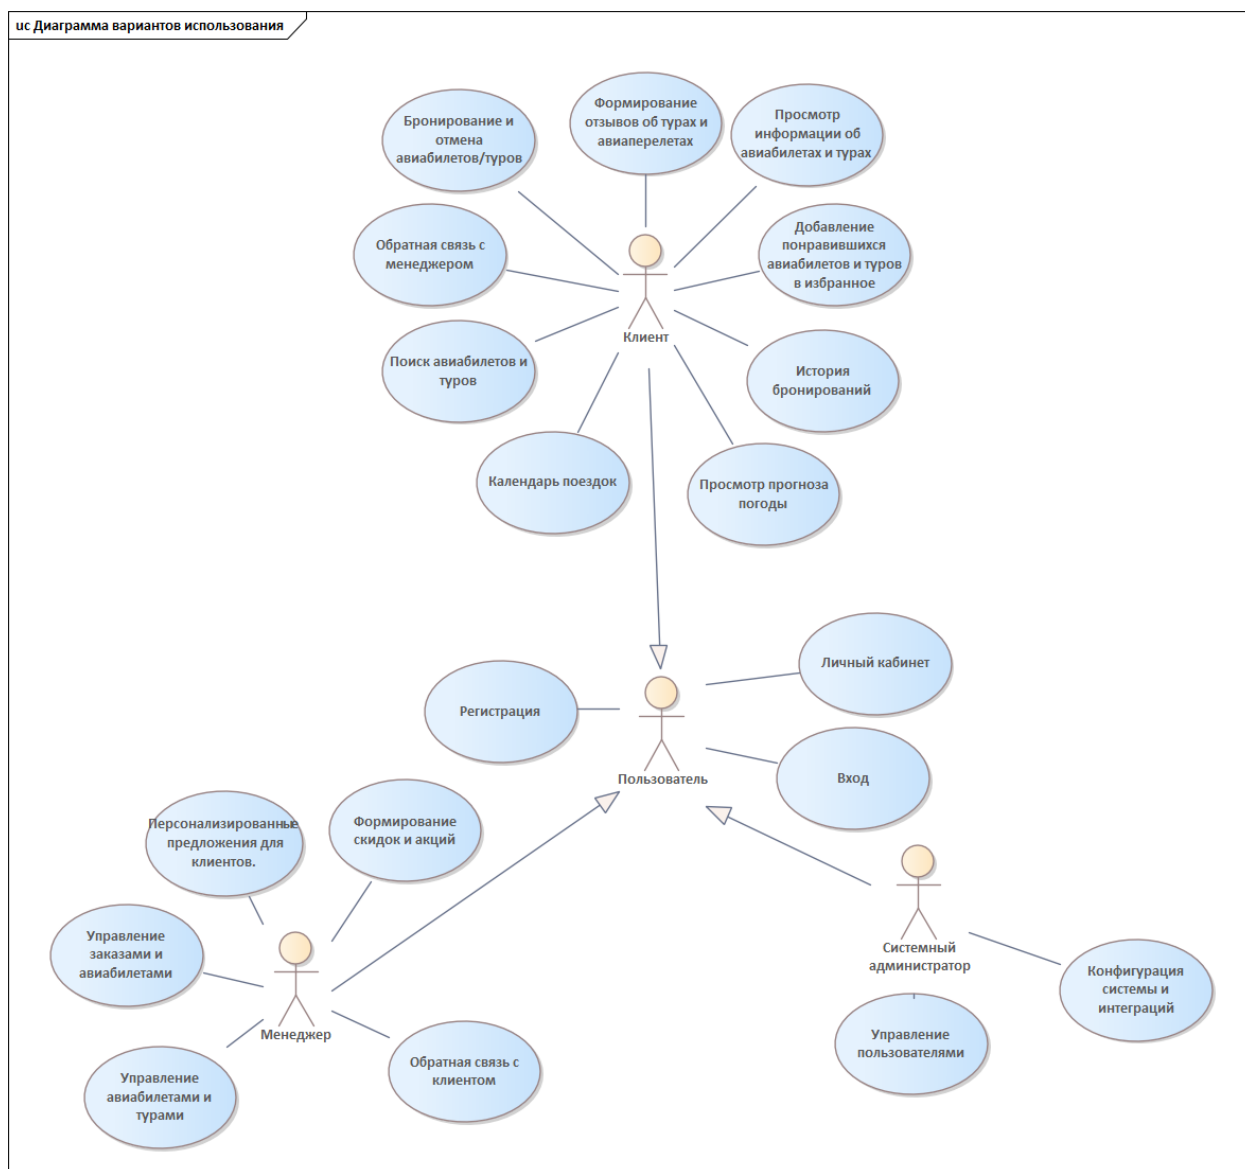 uc Диаграмма вариантов использования
Формирование
отзывов об турах и
авиаперелетах
Бронирование и
отмена
авиабилетов/туров
Просмотр
информации об
авиабилетах и турах
Обратная связь с
менеджером
Добавление
понравившихся
авиабилетов и туров
в избранное
Клиент
Поиск авиабилетов и
туров
История
бронирований
Календарь поездок
Просмотр прогноза
погоды
Личный кабинет
Регистрация
Пользователь
Вход
Персонализированные
предложения для
клиентов.
Формирование
скидок и акций
Управление
заказами и
авиабилетами
Системный
администратор
Конфигурация
системы и
интеграций
Менеджер
Управление
пользователями
Обратная связь с
клиентом
Управление
авиабилетами и
турами